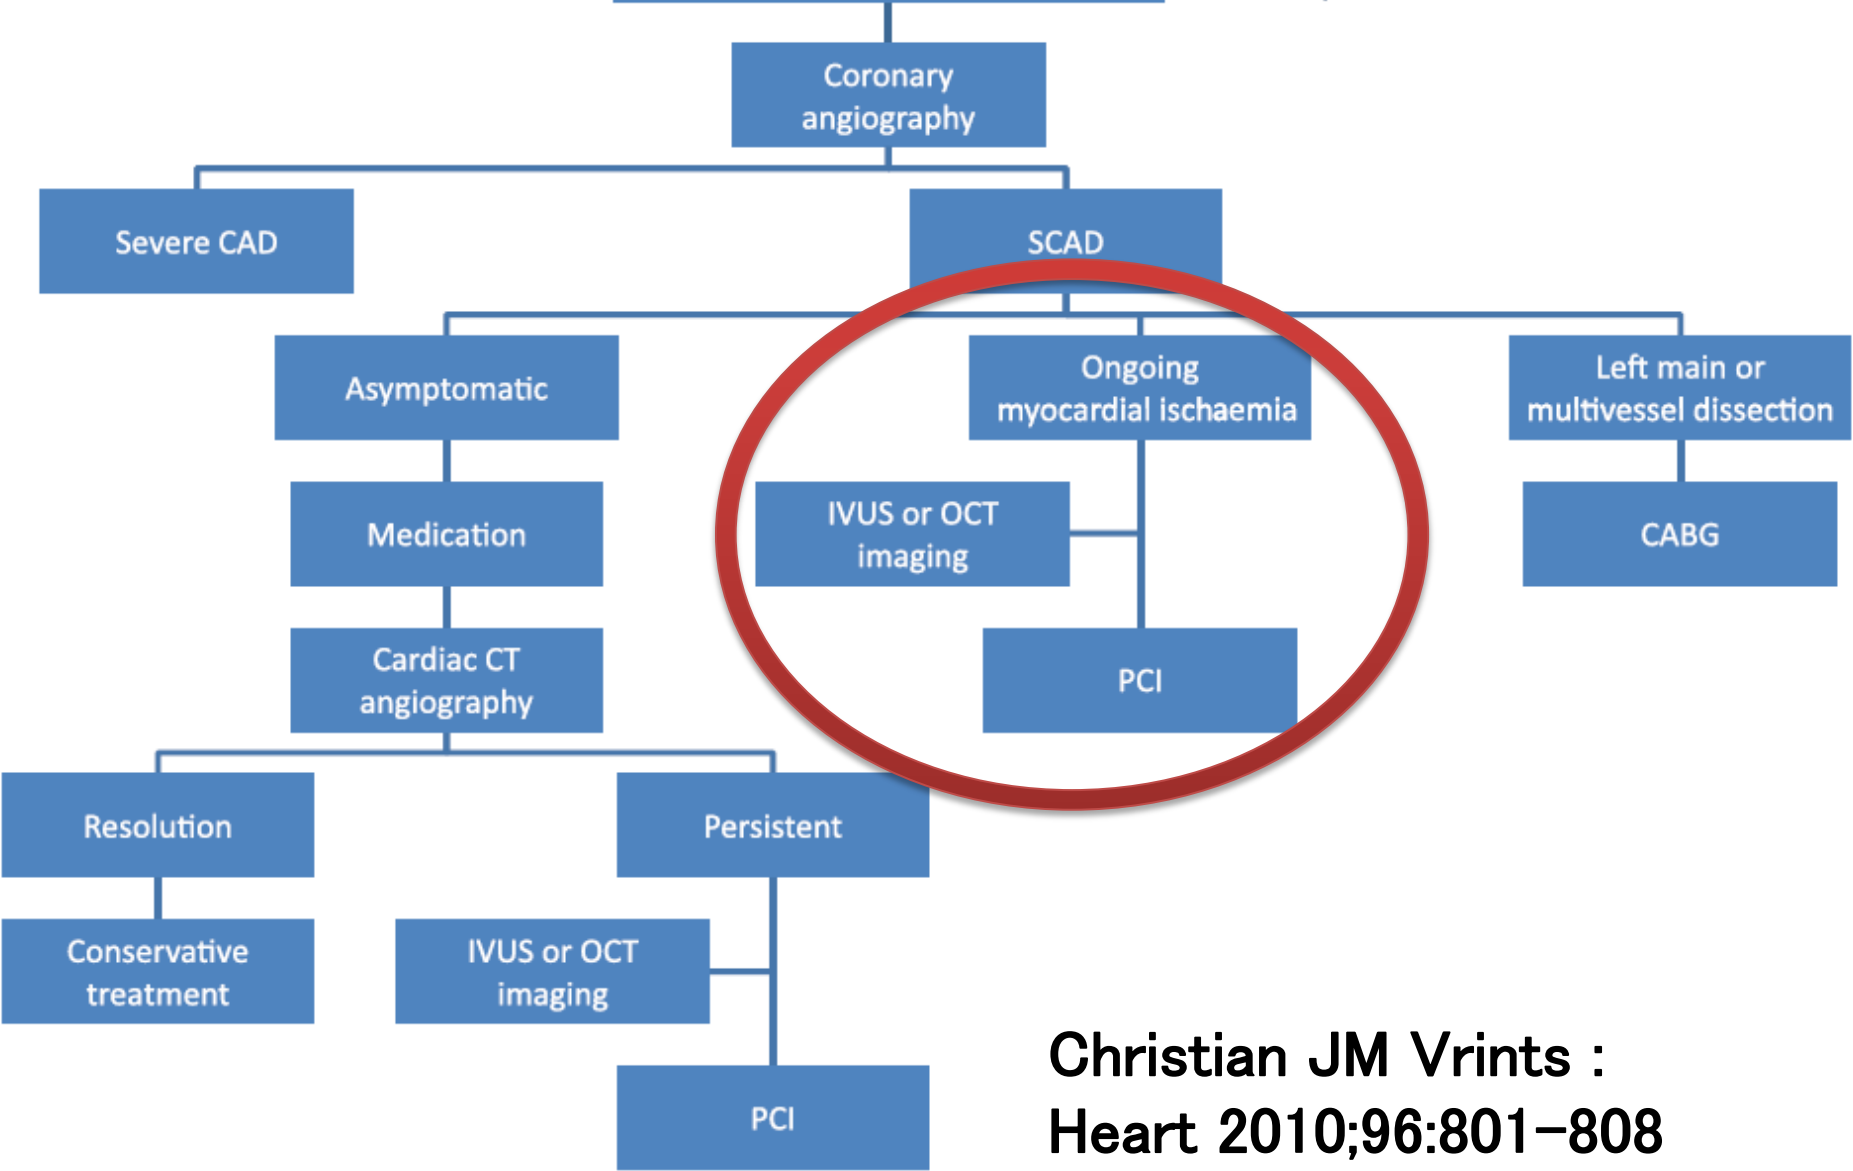 Coronary
angiography
Severe CAD
SCAD
Asymptomatic
Ongoing
myocardial ischaemia
Left main or
multivessel dissection
Medication
IVUS or OCT
imaging
CABG
Cardiac CT
angiography
PCI
Resolution
Persistent
Conservative
treatment
IVUS or OCT
imaging
PCI
Christian JM Vrints :
Heart 2010;96:801-808